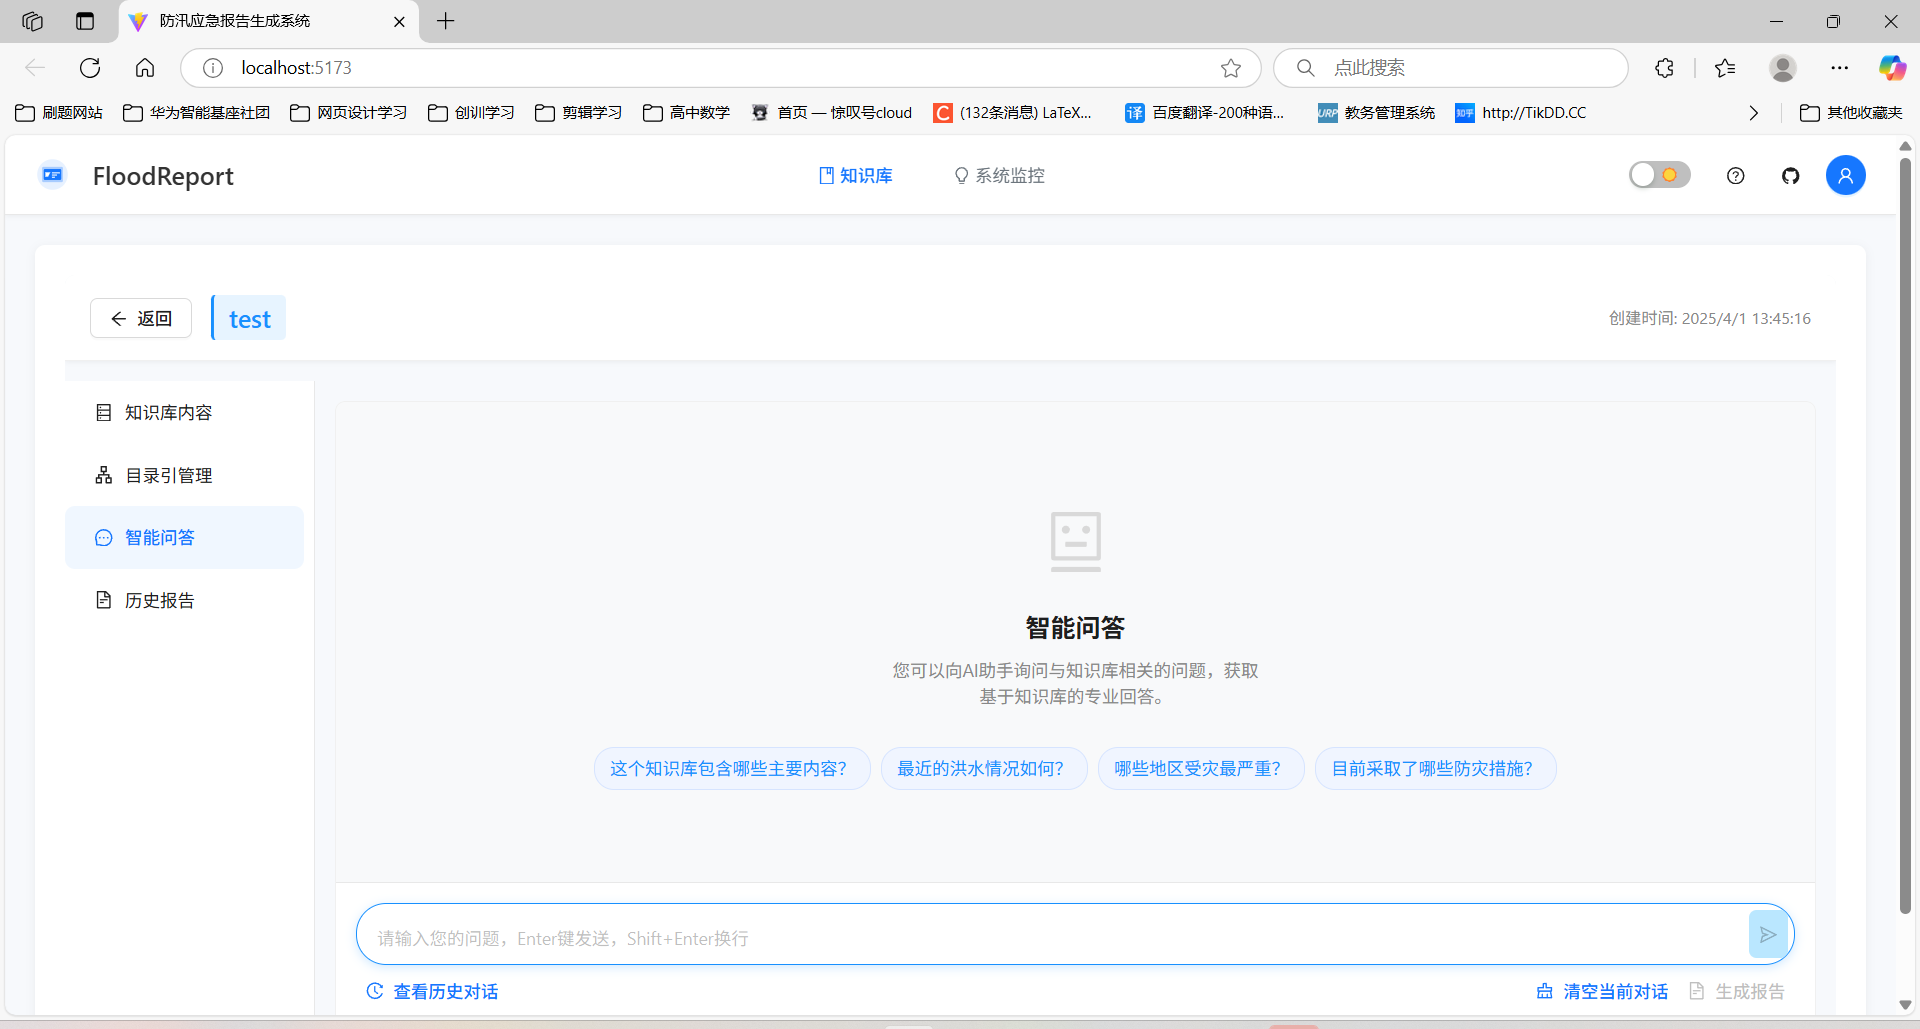 防汛应急报告生成系统
localhost:5173
点此搜索
刷题网站
华为智能基座社团
网页设计学习
创训学习
剪辑学习
高中数学
首页 — 惊叹号cloud
C
(132条消息) LaTeX...
译
百度翻译-200种语...
URP
教务管理系统
知乎
http://TikDD.CC
其他收藏夹
FloodReport
知识库
系统监控
返回
test
创建时间: 2025/4/1 13:45:16
知识库内容
目录引管理
智能问答
历史报告
智能问答
您可以向AI助手询问与知识库相关的问题，获取
基于知识库的专业回答。
这个知识库包含哪些主要内容？
最近的洪水情况如何？
哪些地区受灾最严重？
目前采取了哪些防灾措施？
请输入您的问题，Enter键发送，Shift+Enter换行
查看历史对话
清空当前对话
生成报告